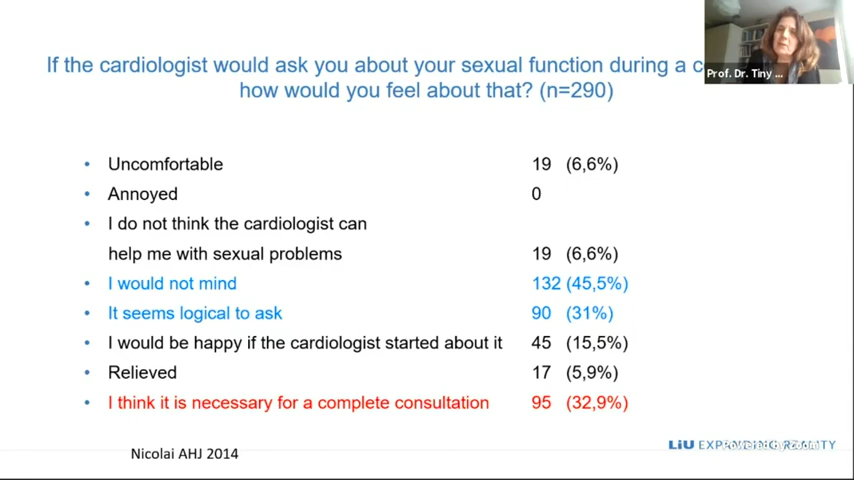 If the cardiologist would ask you about your sexual function during a c
how would you feel about that? (n=290)
Prof. Dr. Tiny ...
• Uncomfortable 19 (6,6%)
• Annoyed 0
• I do not think the cardiologist can
help me with sexual problems 19 (6,6%)
• I would not mind 132 (45,5%)
• It seems logical to ask 90 (31%)
• I would be happy if the cardiologist started about it 45 (15,5%)
• Relieved 17 (5,9%)
• I think it is necessary for a complete consultation 95 (32,9%)
Nicolai AHJ 2014
LiU EXPANDING REALITY